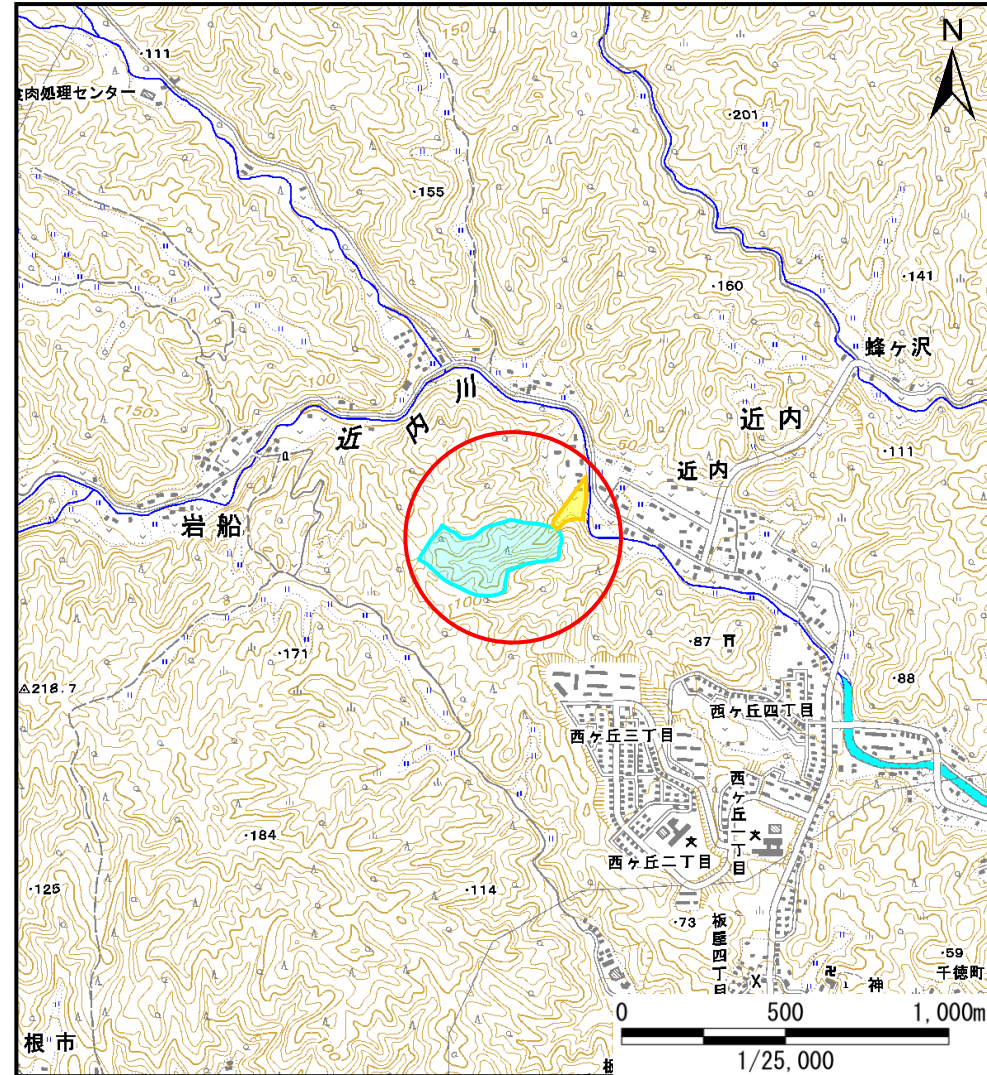 N
150
・111
食肉処理センター
・201
・155
・141
150
・160
蜂ヶ沢
100
近内川
150
近内
50
・111
近内
岩船
100
・87
・171
・88
△218.7
西ヶ丘四丁目
西ヶ丘三丁目
西ヶ丘一丁目
・184
西ヶ丘二丁目
・125
・114
・73
板屋四丁目
・59
千徳町
神
0 500 1,000m
根市
1/25,000